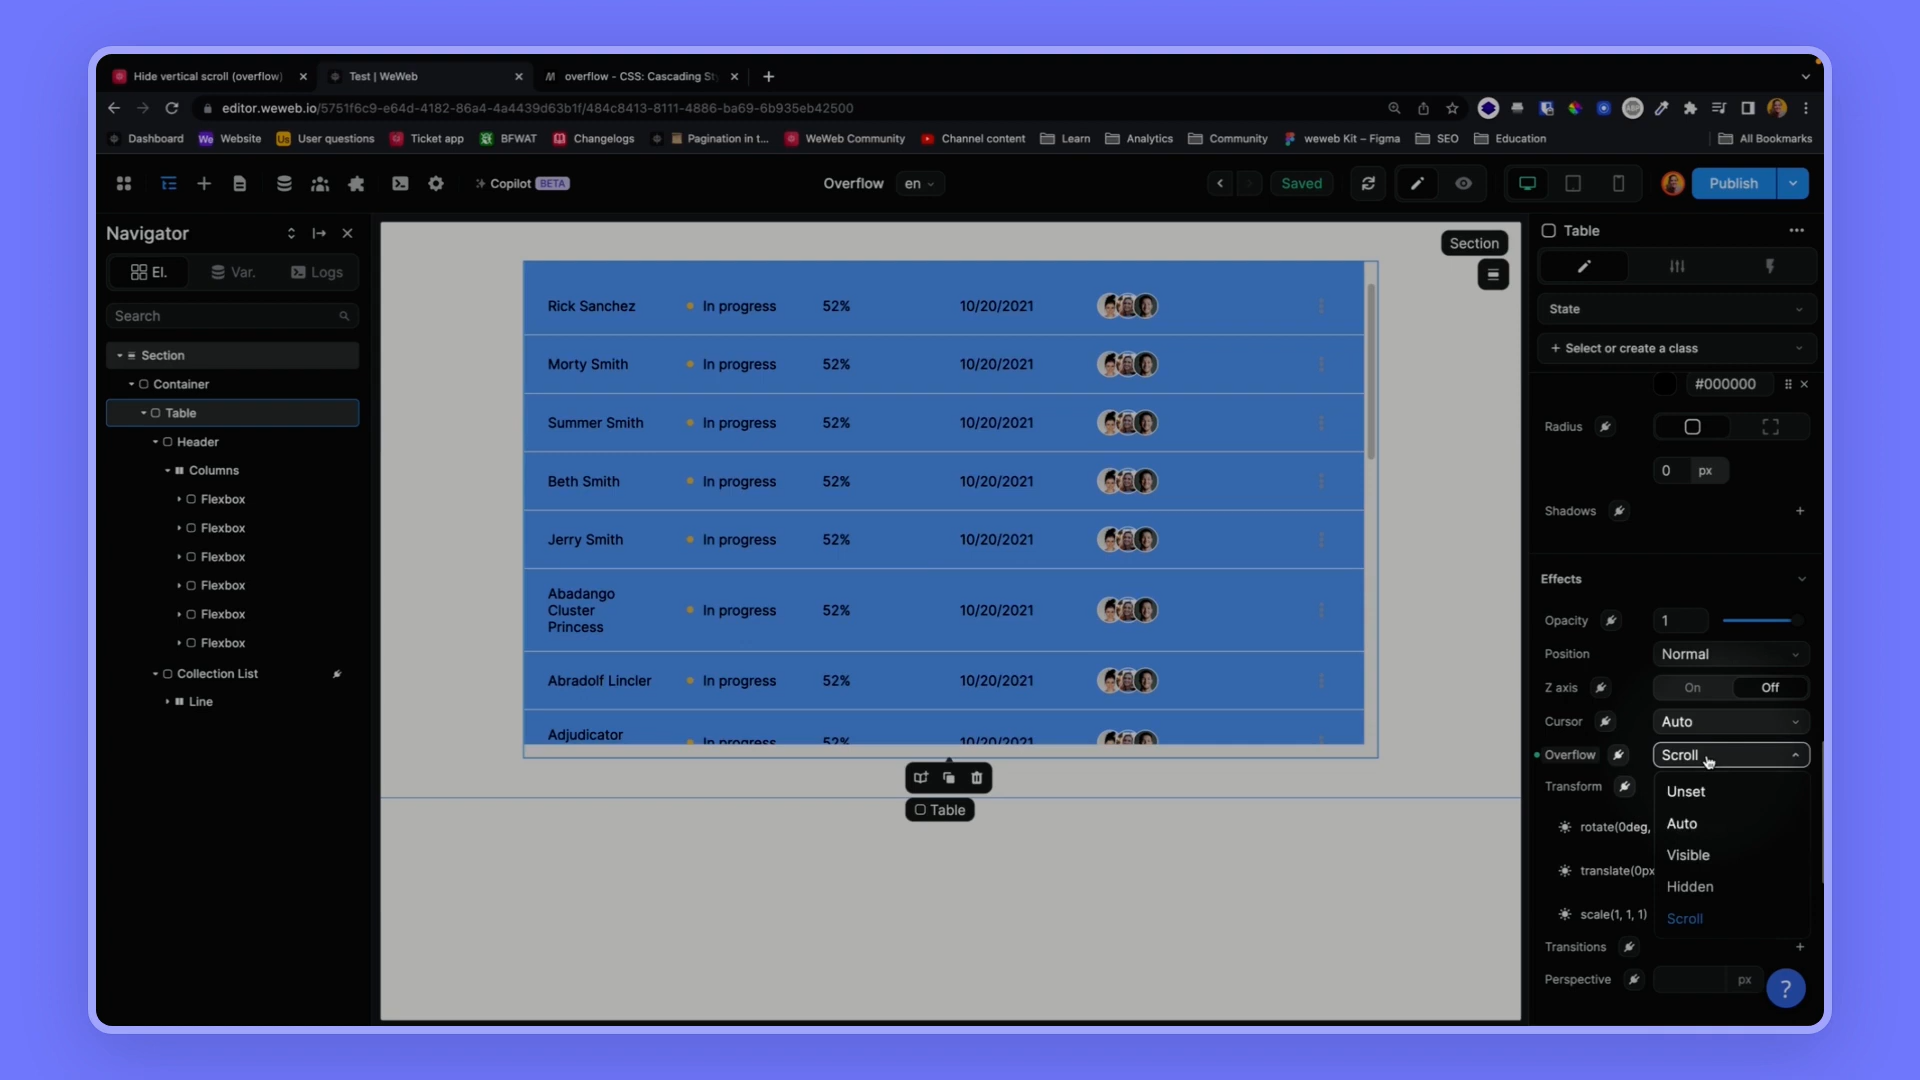 Hide vertical scroll (overflow)
Test | WeWeb
overflow - CSS: Cascading St
editor.weweb.io/5751f6c9-e64d-4182-86a4-4a4439d63b1f/484c8413-8111-4886-ba69-6b935eb42500
Dashboard
We Website
Us User questions
Ticket app
BFWAT
Changelogs
Pagination in t...
WeWeb Community
Channel content
Learn
Analytics
Community
weweb Kit – Figma
SEO
Education
All Bookmarks
Copilot BETA
Overflow
en
Saved
Publish
Navigator
El.
Var.
Logs
Search
Section
Container
Table
Header
Columns
Flexbox
Flexbox
Flexbox
Flexbox
Flexbox
Flexbox
Collection List
Line
Section
Rick Sanchez In progress 52% 10/20/2021
Morty Smith In progress 52% 10/20/2021
Summer Smith In progress 52% 10/20/2021
Beth Smith In progress 52% 10/20/2021
Jerry Smith In progress 52% 10/20/2021
Abadango
Cluster
Princess
In progress 52% 10/20/2021
Abradolf Lincler In progress 52% 10/20/2021
Adjudicator
In progress 52% 10/20/2021
Table
Table
State
+ Select or create a class
#000000
Radius
0 px
Shadows
Effects
Opacity 1
Position Normal
Z axis On Off
Cursor Auto
Overflow Scroll
Transform
Unset
Auto
Visible
Hidden
Scroll
rotate(0deg,
translate(0px
scale(1, 1, 1)
Transitions
Perspective px
?